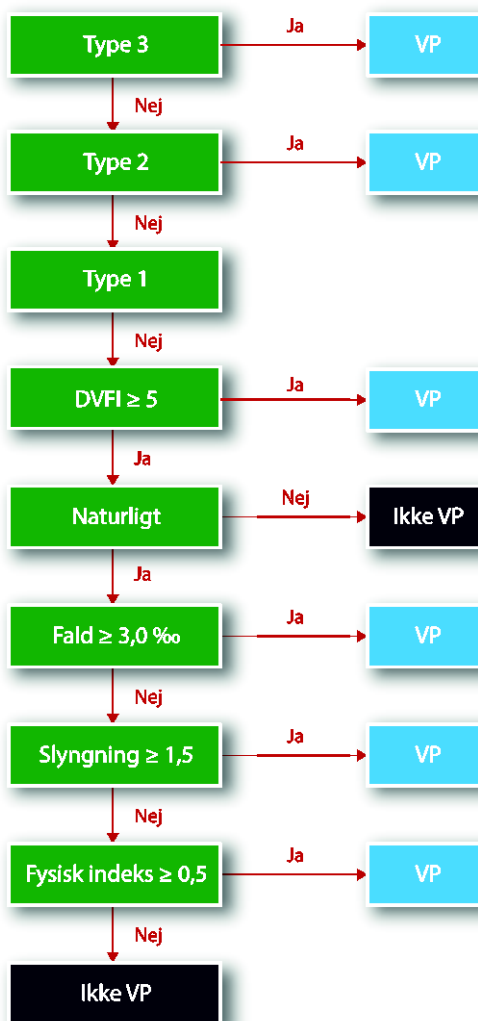 Type 3
Ja
VP
Nej
Type 2
Ja
VP
Nej
Type 1
Nej
DVFI ≥ 5
Ja
VP
Ja
Naturligt
Nej
Ikke VP
Ja
Fald ≥ 3,0 ‰
Ja
VP
Nej
Slyngning ≥ 1,5
Ja
VP
Nej
Fysisk indeks ≥ 0,5
Ja
VP
Nej
Ikke VP